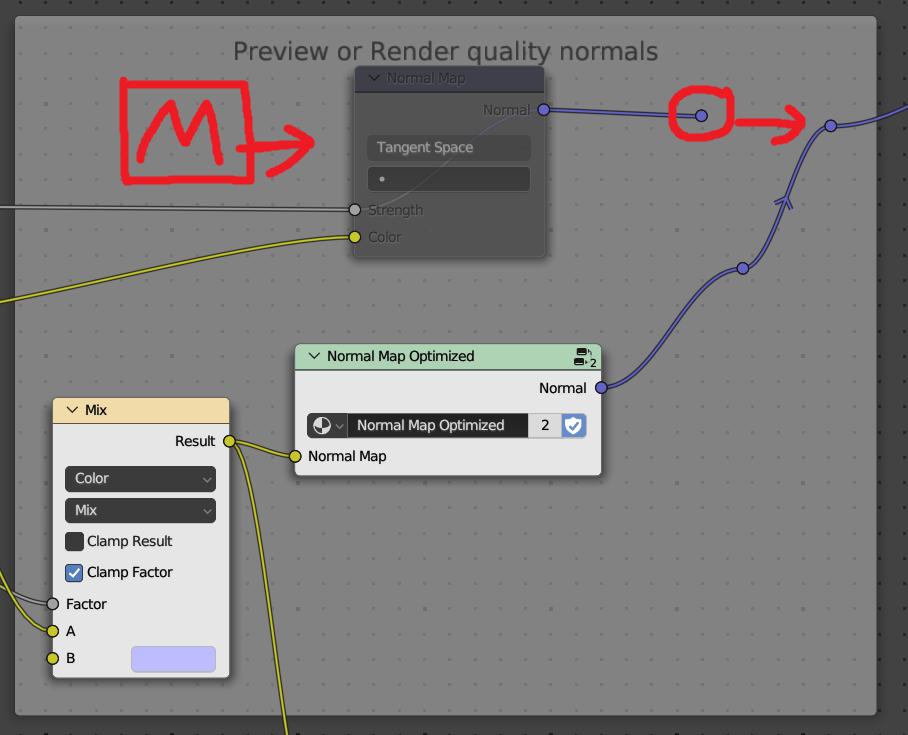 Preview or Render quality normals
M
Normal Map
Normal
Tangent Space
Strength
Color
Normal Map Optimized
2
Normal
Normal Map Optimized
2
Normal Map
Mix
Result
Color
Mix
Clamp Result
Clamp Factor
Factor
A
B